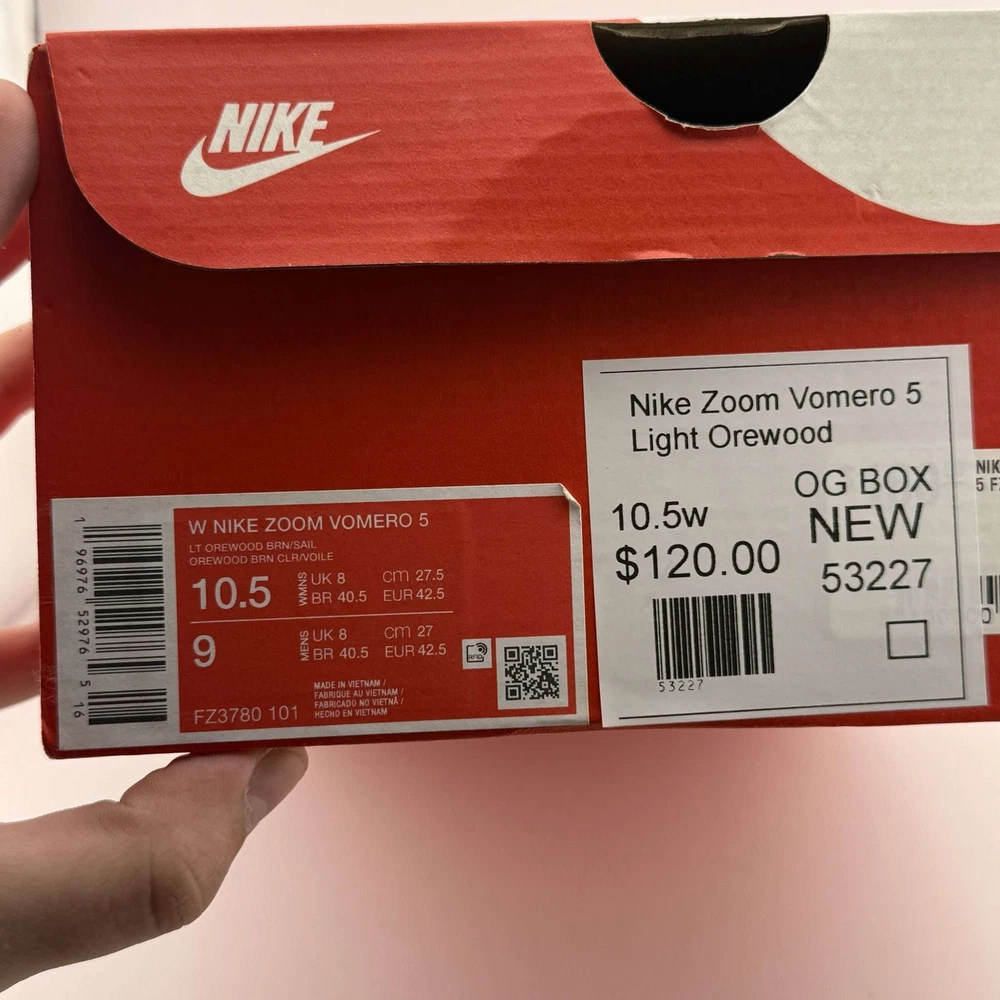 NIKE
W NIKE ZOOM VOMERO 5
LT OREWOOD BRN/SAIL
OREWOOD BRN CLR/VOILE
10.5 WMNS UK 8 cm 27.5
BR 40.5 EUR 42.5
9 MENS UK 8 cm 27
BR 40.5 EUR 42.5
RFID
MADE IN VIETNAM /
FABRIQUE AU VIETNAM /
FABRICADO NO VIETNÃ /
HECHO EN VIETNAM
FZ3780 101
1 96976 52976 5 16
Nike Zoom Vomero 5
Light Orewood
OG BOX
10.5w NEW
$120.00 53227
53227
NIK
5 F